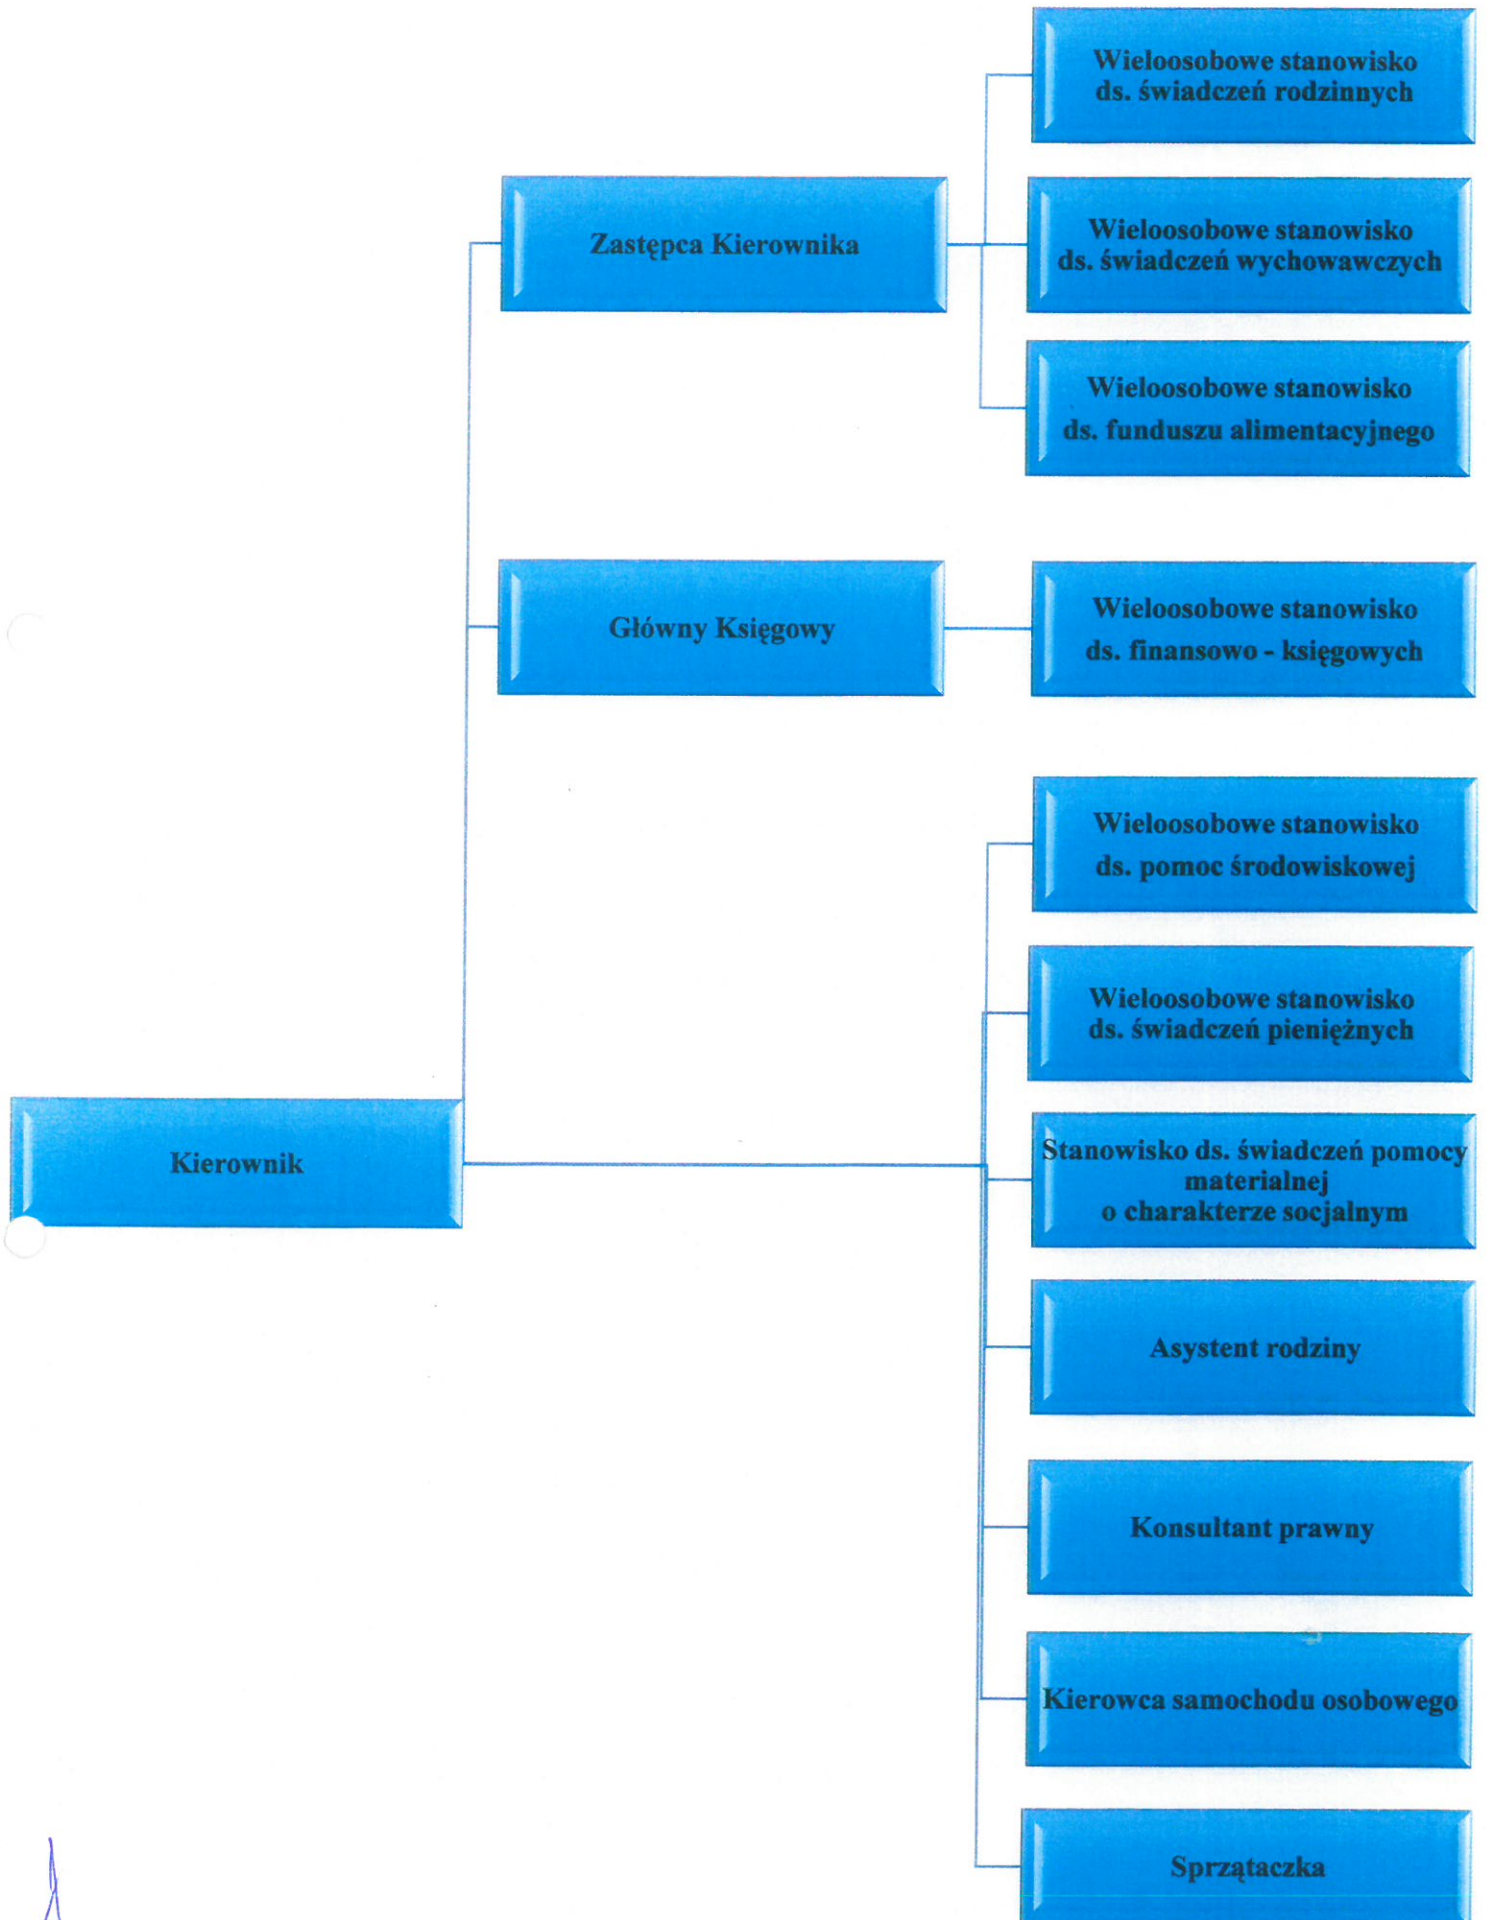 Wieloosobowe stanowisko
ds. świadczeń rodzinnych
Zastępca Kierownika
Wieloosobowe stanowisko
ds. świadczeń wychowawczych
Wieloosobowe stanowisko
ds. funduszu alimentacyjnego
Główny Księgowy
Wieloosobowe stanowisko
ds. finansowo - księgowych
Wieloosobowe stanowisko
ds. pomoc środowiskowej
Wieloosobowe stanowisko
ds. świadczeń pieniężnych
Kierownik
Stanowisko ds. świadczeń pomocy
materialnej
o charakterze socjalnym
Asystent rodziny
Konsultant prawny
Kierowca samochodu osobowego
Sprzątaczka